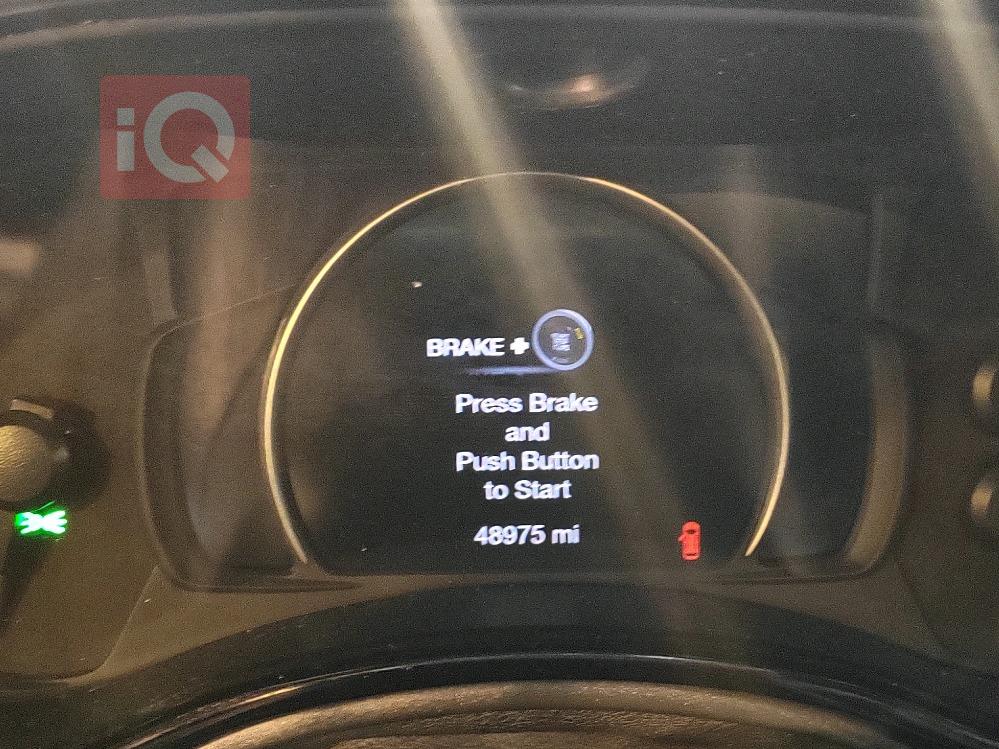 iQ
BRAKE +
Press Brake
and
Push Button
to Start
48975 mi